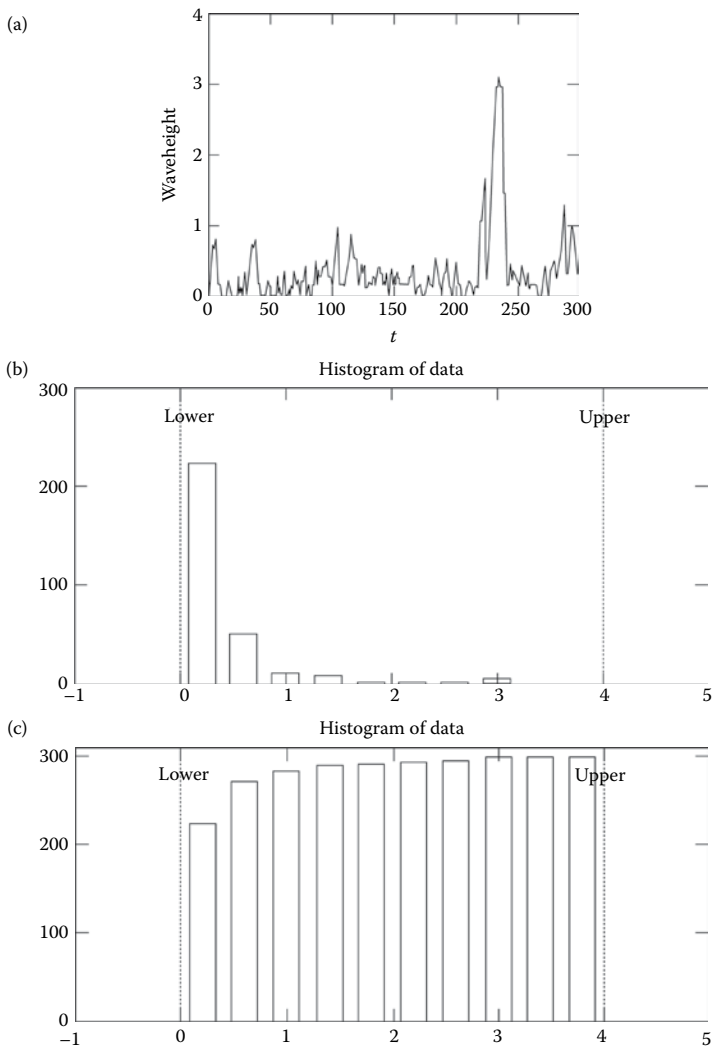 (a)
4
3
2
1
0
Waveheight
0 50 100 150 200 250 300
t
(b)
Histogram of data
300
200
100
0
Lower
Upper
−1 0 1 2 3 4 5
(c)
Histogram of data
300
200
100
0
Lower
Upper
−1 0 1 2 3 4 5